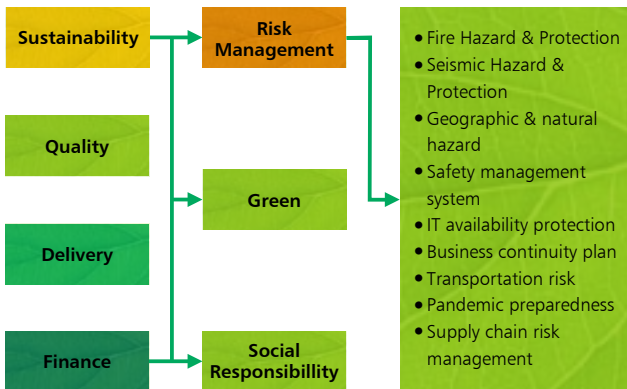 Sustainability
Quality
Delivery
Finance
Risk
Management
Green
Social
Responsibillity
• Fire Hazard & Protection
• Seismic Hazard &
Protection
• Geographic & natural
hazard
• Safety management
system
• IT availability protection
• Business continuity plan
• Transportation risk
• Pandemic preparedness
• Supply chain risk
management